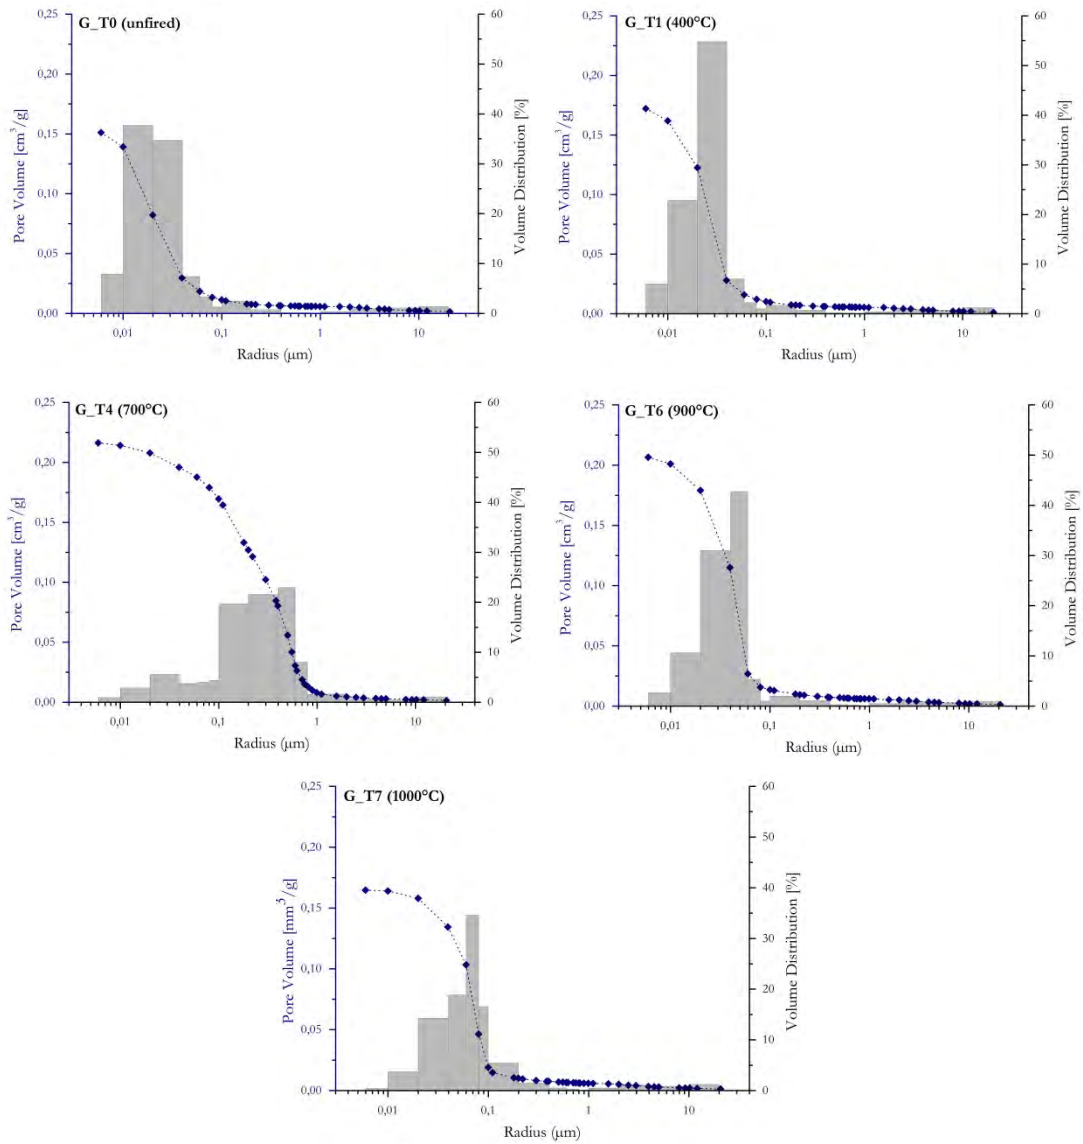 G_T0 (unfired)
Pore Volume [cm³/g]
0,25
0,20
0,15
0,10
0,05
0,00
Volume Distribution [%]
60
50
40
30
20
10
0
0,01 0,1 1 10
Radius (µm)
G_T1 (400°C)
Pore Volume [cm³/g]
0,25
0,20
0,15
0,10
0,05
0,00
Volume Distribution [%]
60
50
40
30
20
10
0
0,01 0,1 1 10
Radius (µm)
G_T4 (700°C)
Pore Volume [cm³/g]
0,25
0,20
0,15
0,10
0,05
0,00
Volume Distribution [%]
60
50
40
30
20
10
0
0,01 0,1 1 10
Radius (µm)
G_T6 (900°C)
Pore Volume [cm³/g]
0,25
0,20
0,15
0,10
0,05
0,00
Volume Distribution [%]
60
50
40
30
20
10
0
0,01 0,1 1 10
Radius (µm)
G_T7 (1000°C)
Pore Volume [mm³/g]
0,25
0,20
0,15
0,10
0,05
0,00
Volume Distribution [%]
60
50
40
30
20
10
0
0,01 0,1 1 10
Radius (µm)